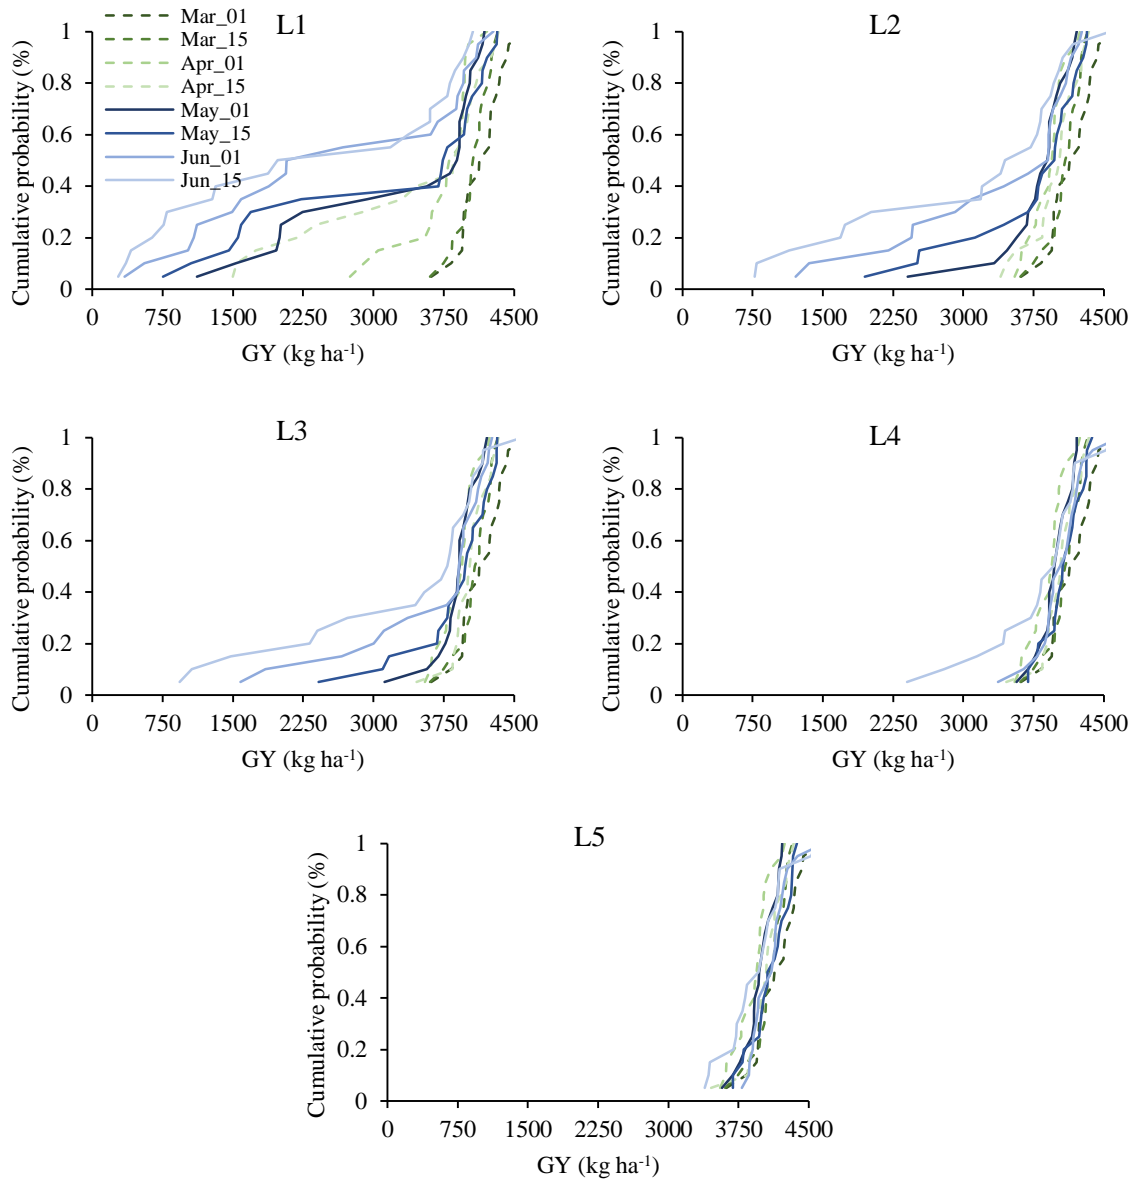 L1
Mar_01
Mar_15
Apr_01
Apr_15
May_01
May_15
Jun_01
Jun_15
Cumulative probability (%)
1
0.8
0.6
0.4
0.2
0
0 750 1500 2250 3000 3750 4500
GY (kg ha-1)
L2
Cumulative probability (%)
1
0.8
0.6
0.4
0.2
0
0 750 1500 2250 3000 3750 4500
GY (kg ha-1)
L3
Cumulative probability (%)
1
0.8
0.6
0.4
0.2
0
0 750 1500 2250 3000 3750 4500
GY (kg ha-1)
L4
Cumulative probability (%)
1
0.8
0.6
0.4
0.2
0
0 750 1500 2250 3000 3750 4500
GY (kg ha-1)
L5
Cumulative probability (%)
1
0.8
0.6
0.4
0.2
0
0 750 1500 2250 3000 3750 4500
GY (kg ha-1)